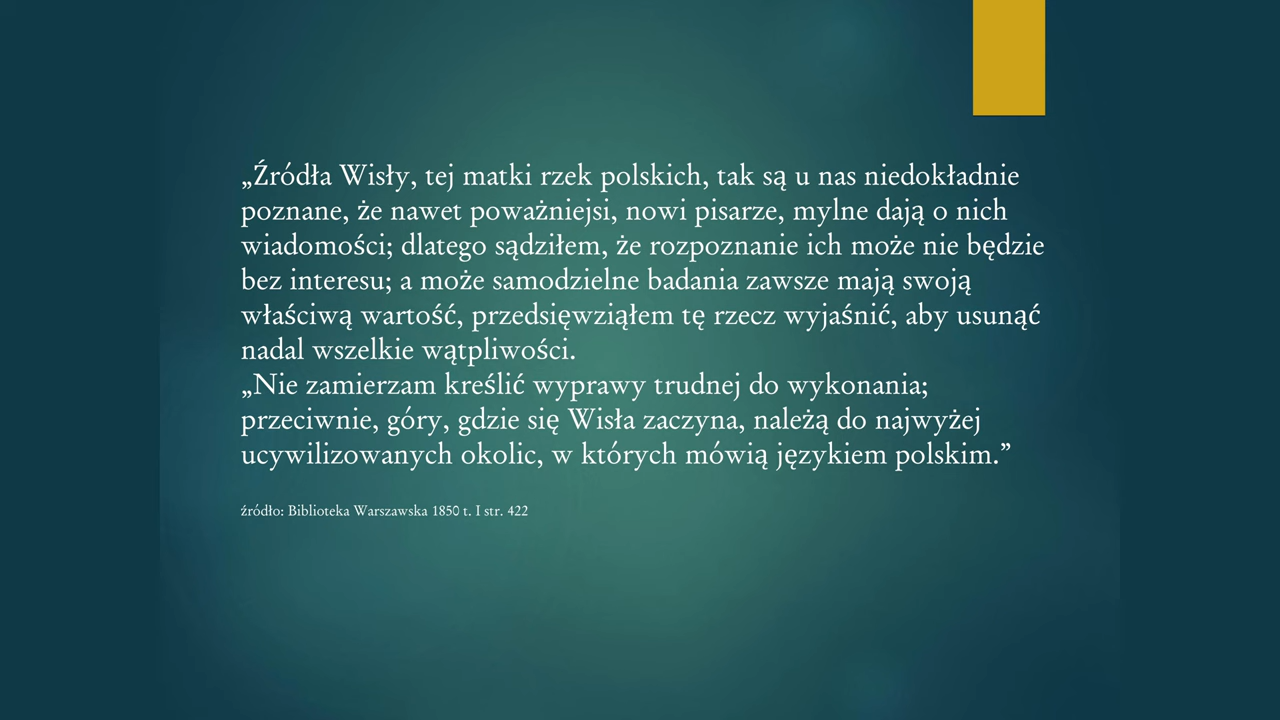 „Źródła Wisły, tej matki rzek polskich, tak są u nas niedokładnie
poznane, że nawet poważniejsi, nowi pisarze, mylne dają o nich
wiadomości; dlatego sądziłem, że rozpoznanie ich może nie będzie
bez interesu; a może samodzielne badania zawsze mają swoją
właściwą wartość, przedsięwziąłem tę rzecz wyjaśnić, aby usunąć
nadal wszelkie wątpliwości.
„Nie zamierzam kreślić wyprawy trudnej do wykonania;
przeciwnie, góry, gdzie się Wisła zaczyna, należą do najwyżej
ucywilizowanych okolic, w których mówią językiem polskim.”
źródło: Biblioteka Warszawska 1850 t. I str. 422